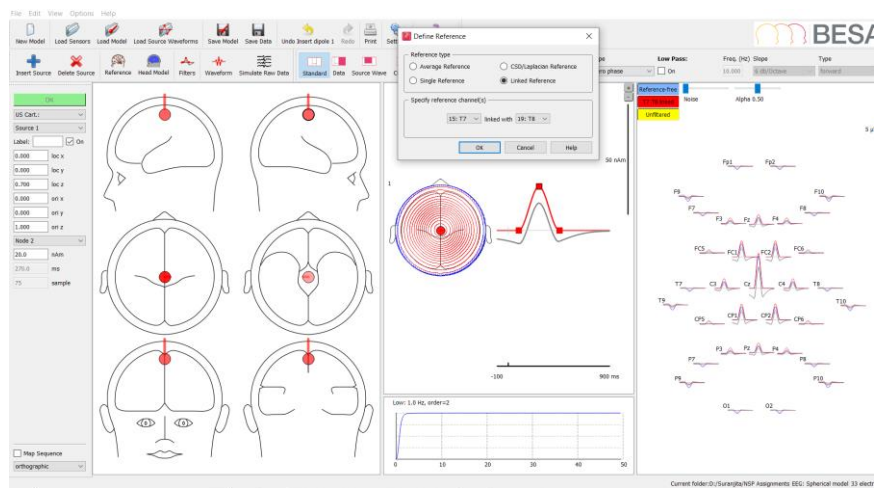 File Edit View Options Help
New Model Load Sensors Load Model Load Source Waveforms Save Model Save Data Undo Insert dipole 1 Redo Print
BESA
Insert Source Delete Source Reference Head Model Filters Waveform Simulate Raw Data Standard Data Source Wave
Low Pass: Freq. (Hz) Slope Type
zero phase On 6 db/Octave forward
Define Reference
Reference type
Average Reference CSD/Laplacian Reference
Single Reference Linked Reference
Specify reference channel(s)
15: T7 linked with 19: T8
OK Cancel Help
OK
US Cart.:
Source 1
Label: On
0.000 loc x
0.000 loc y
0.700 loc z
0.000 ori x
0.000 ori y
1.000 ori z
Node 2
20.0 nAm
270.0 ms
75 sample
Map Sequence
orthographic
50 nAm
1
-100 900 ms
Low: 1.0 Hz, order=2
0 10 20 30 40 50
Reference free Noise Alpha 0.50
Unfiltered
5 µ
Fp1 Fp2
F9 F10
F7 F8
F3 Fz F4
FC5 FC1 FC2 FC6
T7 C3 Cz C4 T8
T9 T10
CP5 CP1 CP2 CP6
P3 Pz P4
P7 P8
P9 P10
O1 O2
Current folder:D:/Suranjita/NSP Assignments EEG: Spherical model 33 electr